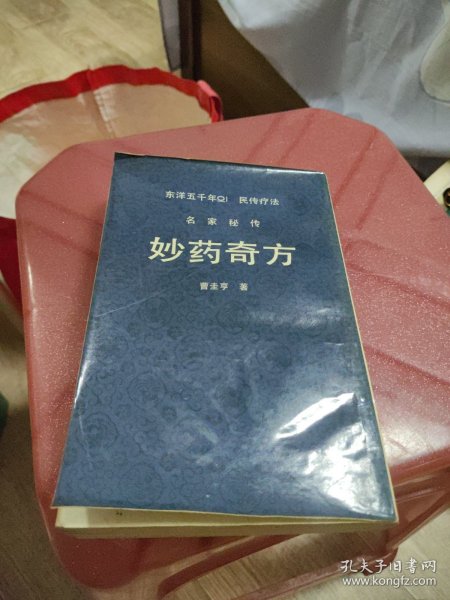 东洋五千年의 民传疗法
名家秘传
妙药奇方
曹圭亨 著
孔夫子旧书网
www.kongfz.com